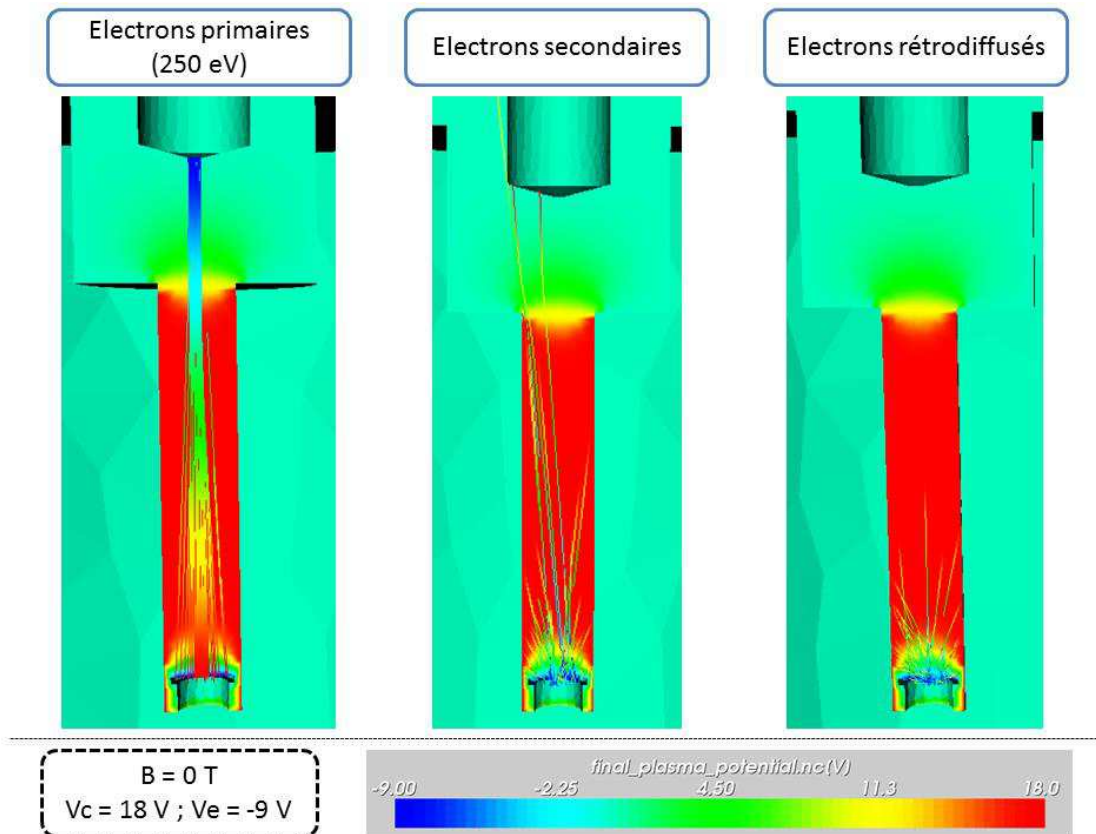 Electrons primaires
(250 eV)
Electrons secondaires
Electrons rétrodiffusés
B = 0 T
Vc = 18 V ; Ve = -9 V
final_plasma_potential.nc (V)
-9.00 -2.25 4.50 11.3 18.0